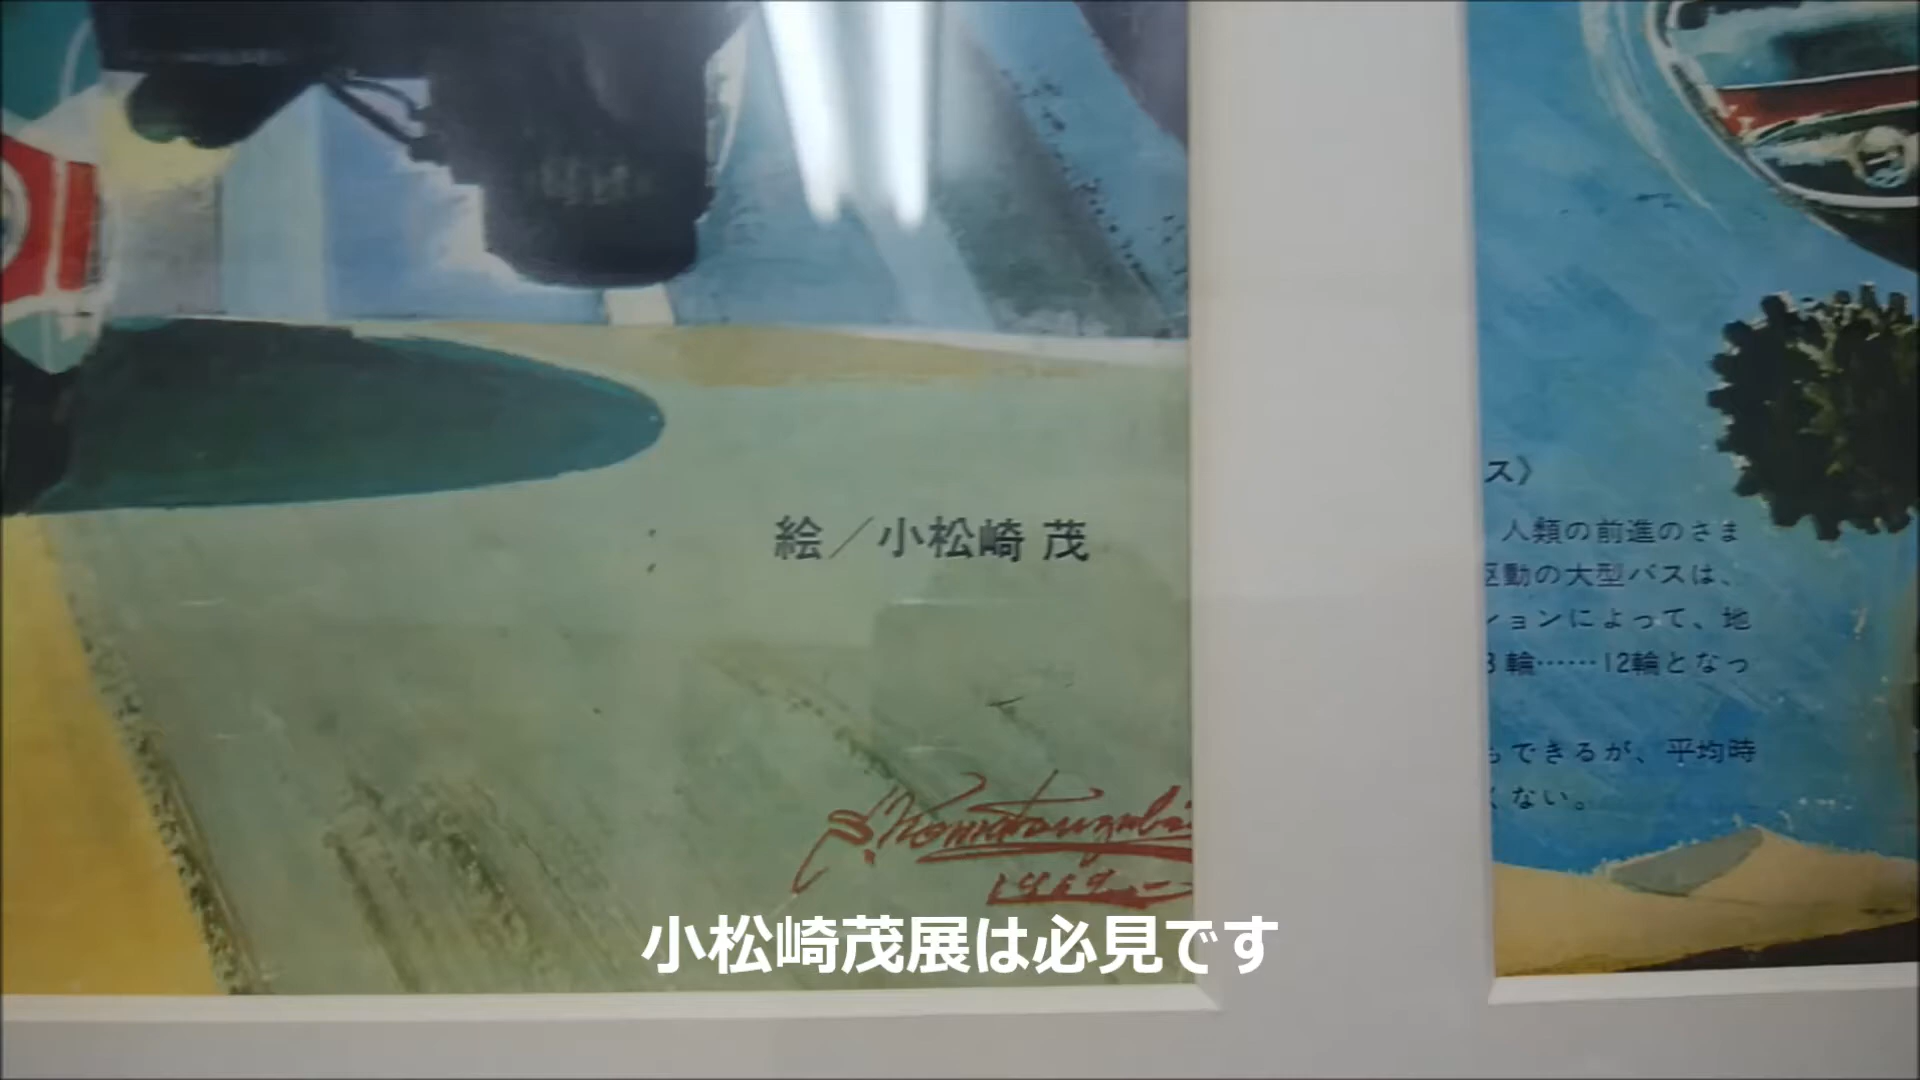 絵／小松崎 茂
S. Komatsuzaki
1969
ス》
人類の前進のさま
駆動の大型バスは、
ションによって、地
8輪……12輪となっ
もできるが、平均時
くない。
小松崎茂展は必見です